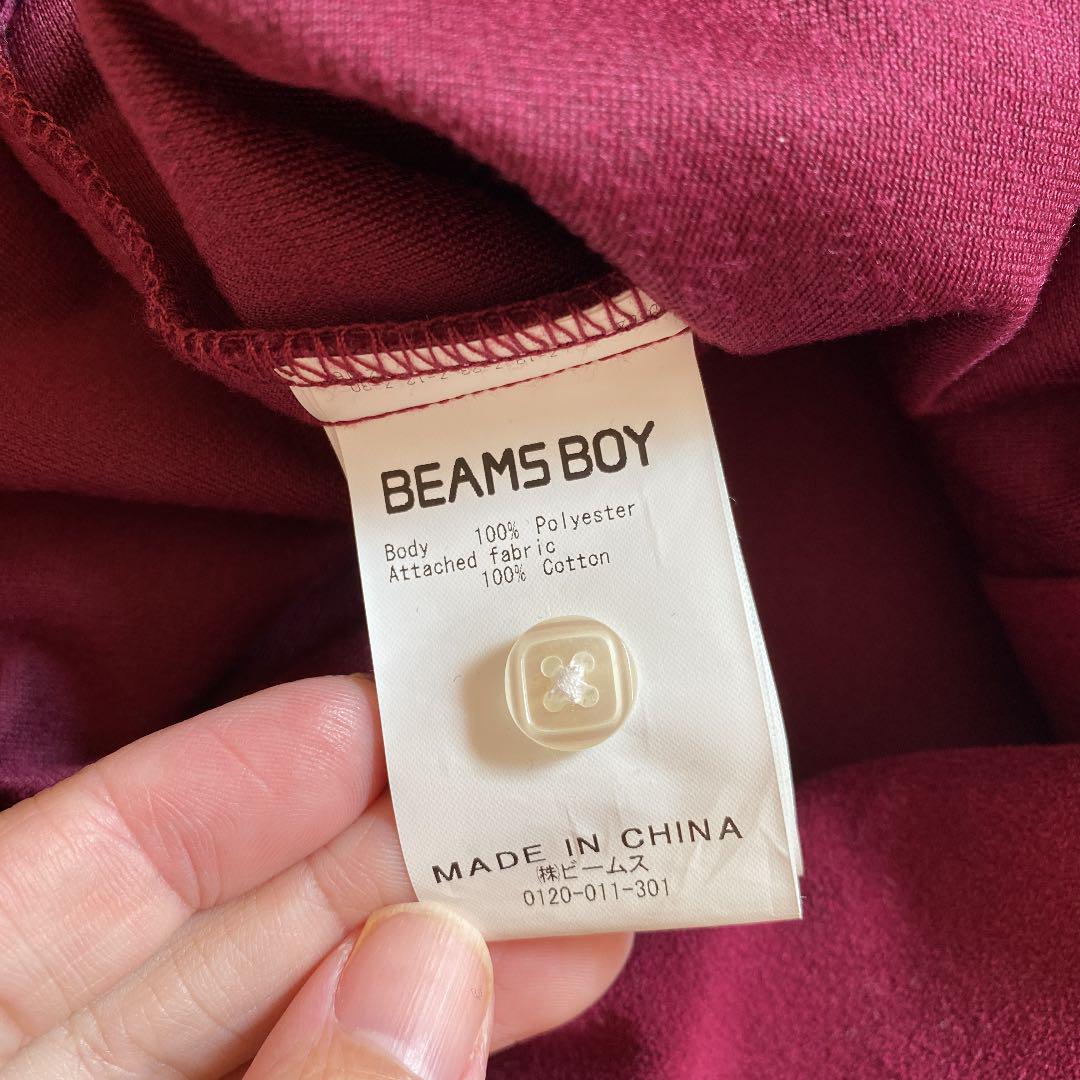 BEAMS BOY
Body 100% Polyester
Attached fabric
100% Cotton
MADE IN CHINA
(株)ビームス
0120-011-301